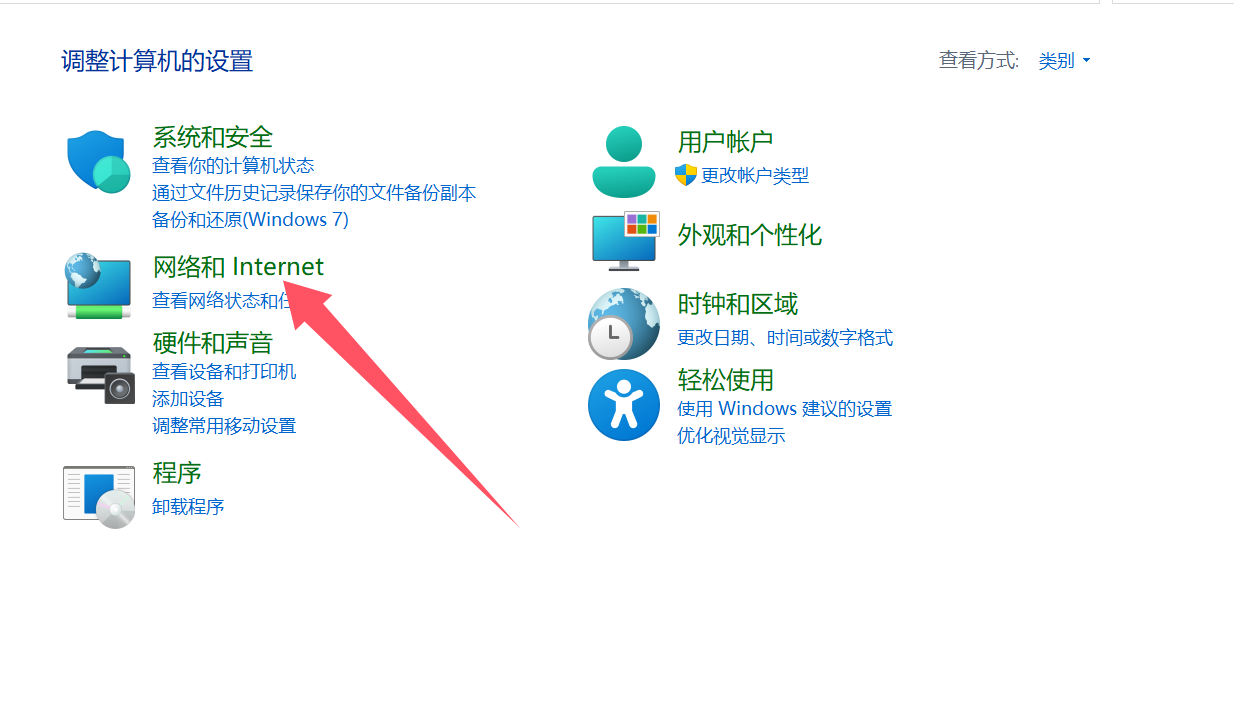 调整计算机的设置
查看方式: 类别
系统和安全
查看你的计算机状态
通过文件历史记录保存你的文件备份副本
备份和还原(Windows 7)
网络和 Internet
查看网络状态和
硬件和声音
查看设备和打印机
添加设备
调整常用移动设置
程序
卸载程序
用户帐户
更改帐户类型
外观和个性化
时钟和区域
更改日期、时间或数字格式
轻松使用
使用 Windows 建议的设置
优化视觉显示